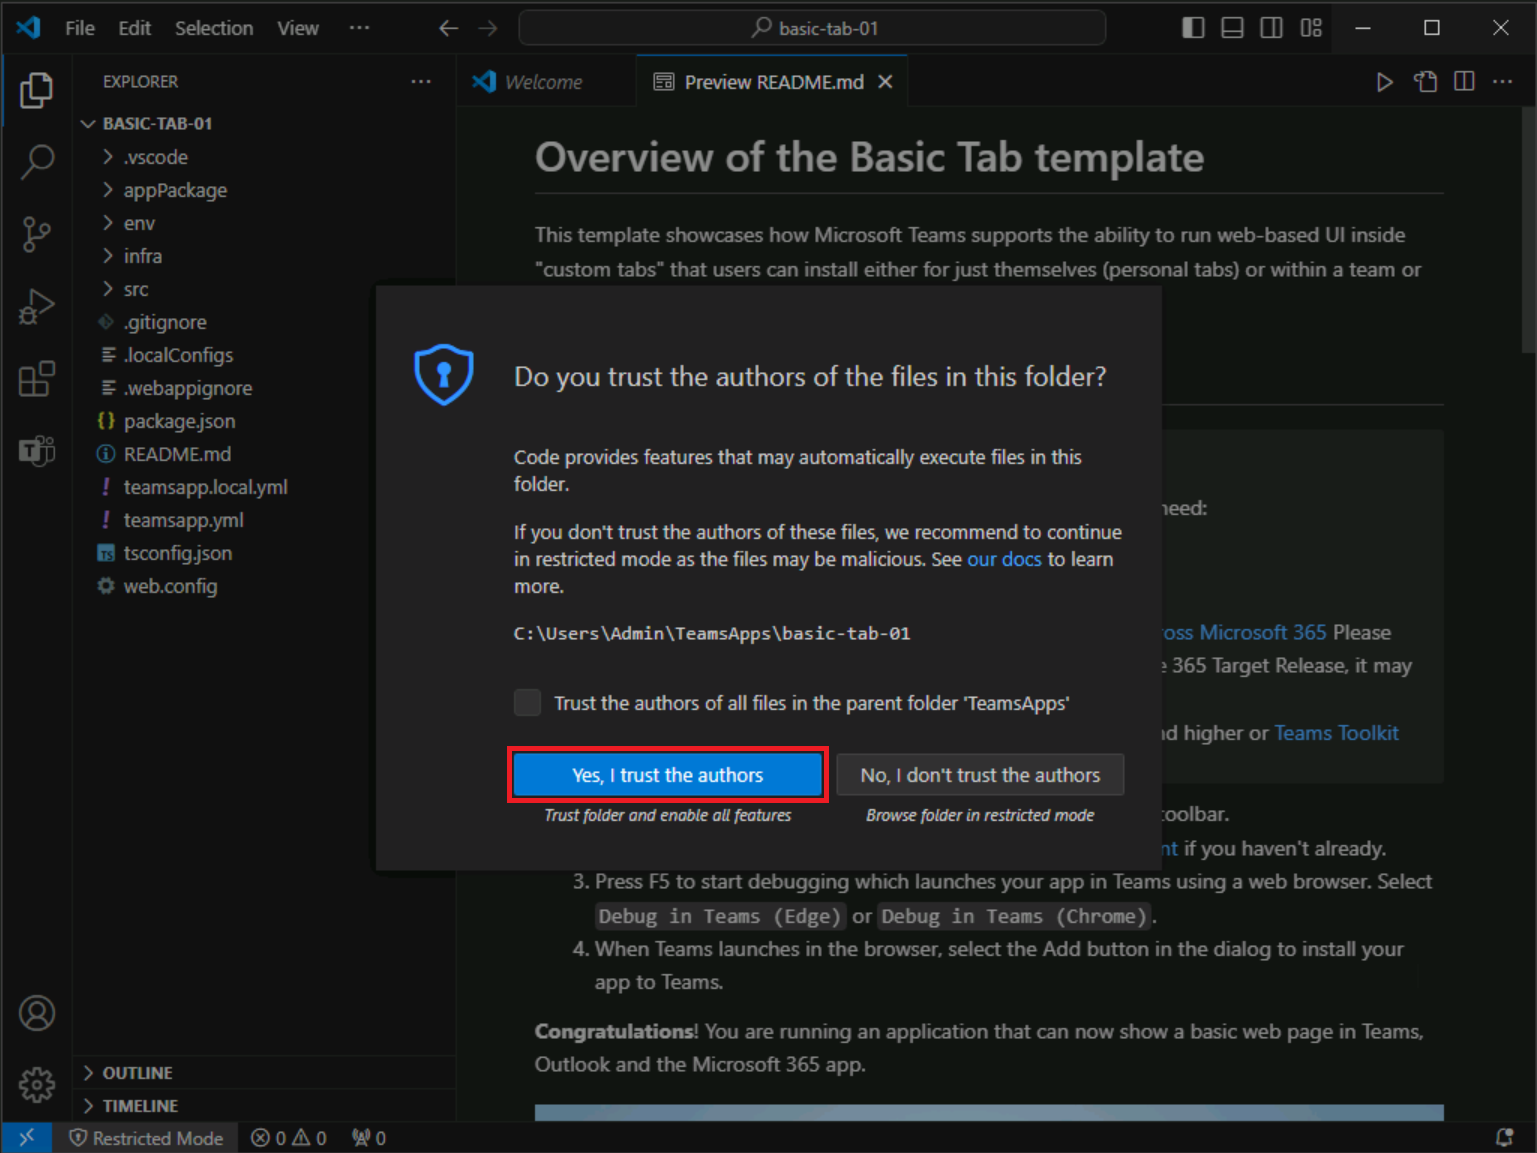 File Edit Selection View ···
basic-tab-01
EXPLORER
Welcome
Preview README.md
BASIC-TAB-01
.vscode
appPackage
env
infra
src
.gitignore
.localConfigs
.webappignore
package.json
README.md
teamsapp.local.yml
teamsapp.yml
tsconfig.json
web.config
OUTLINE
TIMELINE
Overview of the Basic Tab template
This template showcases how Microsoft Teams supports the ability to run web-based UI inside
"custom tabs" that users can install either for just themselves (personal tabs) or within a team or
Do you trust the authors of the files in this folder?
Code provides features that may automatically execute files in this
folder.
If you don't trust the authors of these files, we recommend to continue
in restricted mode as the files may be malicious. See our docs to learn
more.
C:\Users\Admin\TeamsApps\basic-tab-01
Trust the authors of all files in the parent folder 'TeamsApps'
Yes, I trust the authors
No, I don't trust the authors
Trust folder and enable all features
Browse folder in restricted mode
need:
Microsoft 365 Please
365 Target Release, it may
higher or Teams Toolkit
toolbar.
if you haven't already.
3. Press F5 to start debugging which launches your app in Teams using a web browser. Select
Debug in Teams (Edge) or Debug in Teams (Chrome).
4. When Teams launches in the browser, select the Add button in the dialog to install your
app to Teams.
Congratulations! You are running an application that can now show a basic web page in Teams,
Outlook and the Microsoft 365 app.
Restricted Mode 0 0 0